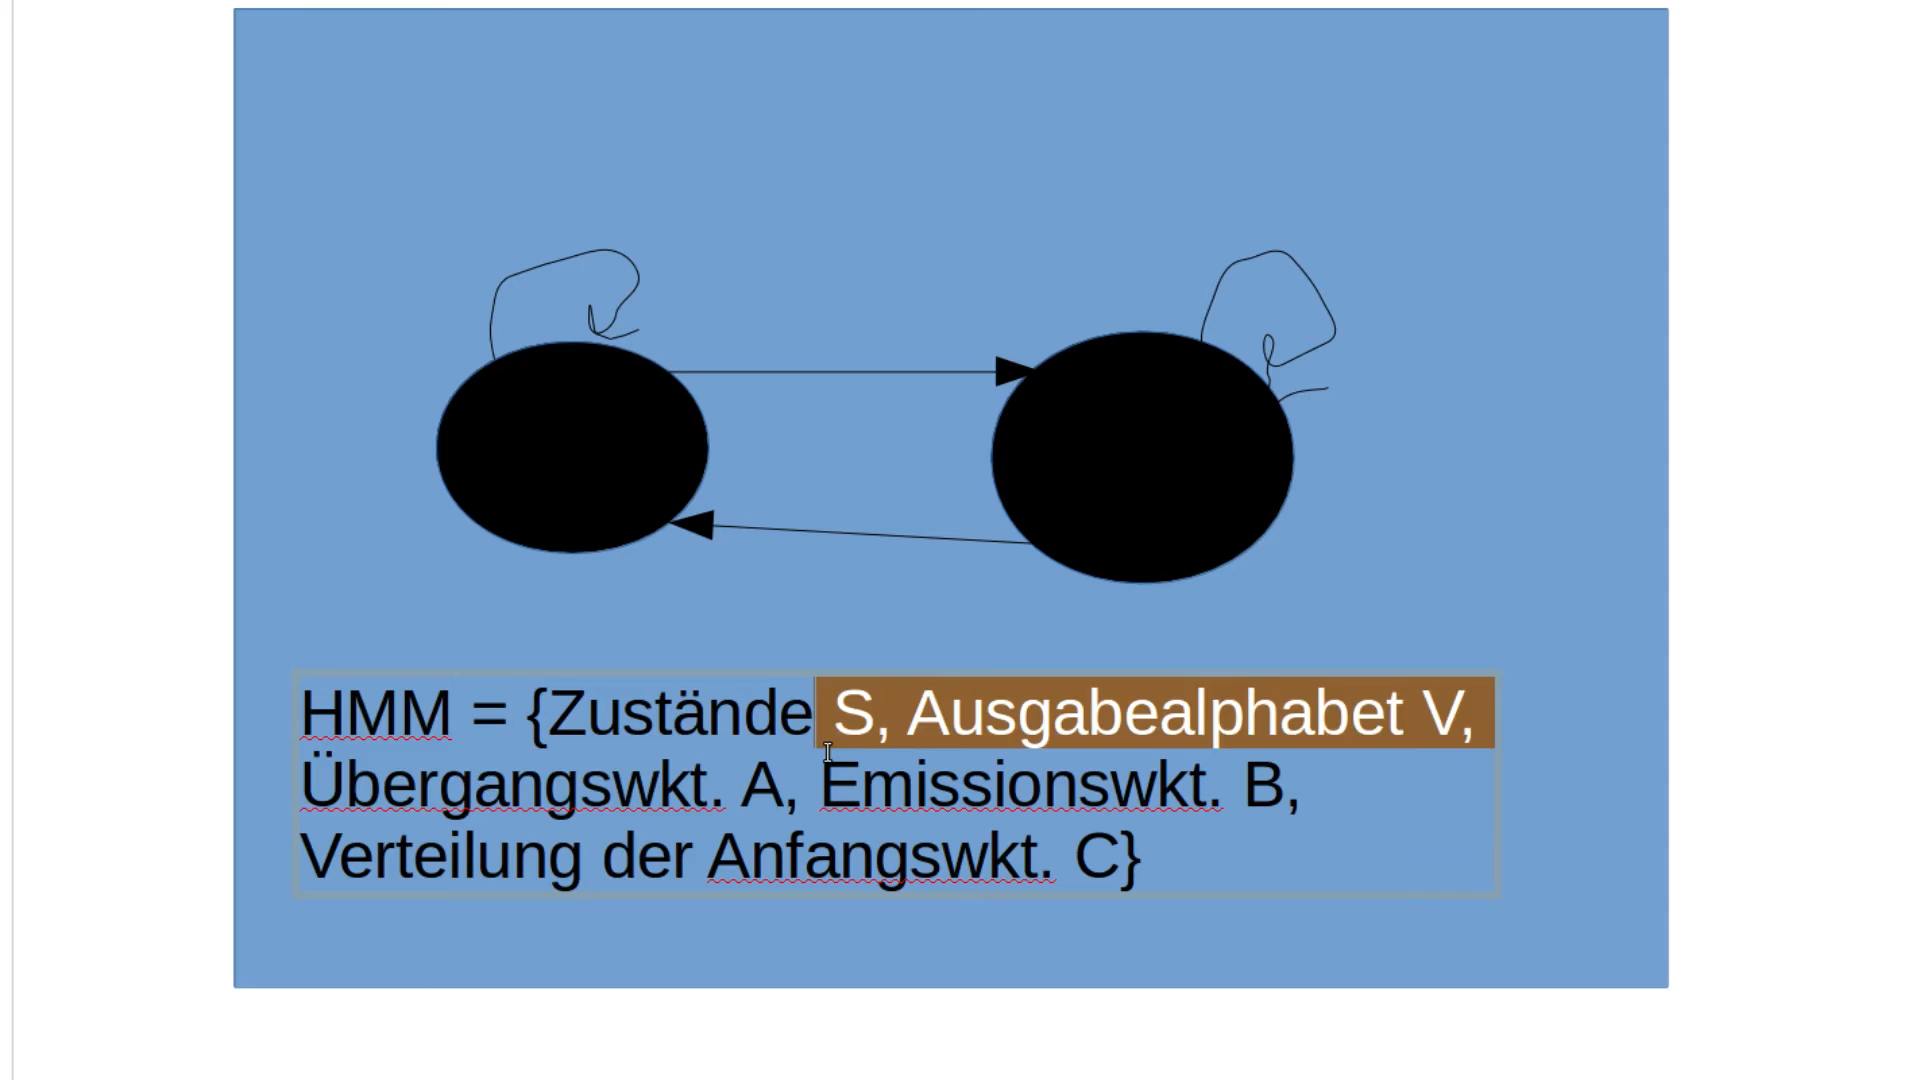 HMM = {Zustände S, Ausgabealphabet V,
Übergangswkt. A, Emissionswkt. B,
Verteilung der Anfangswkt. C}